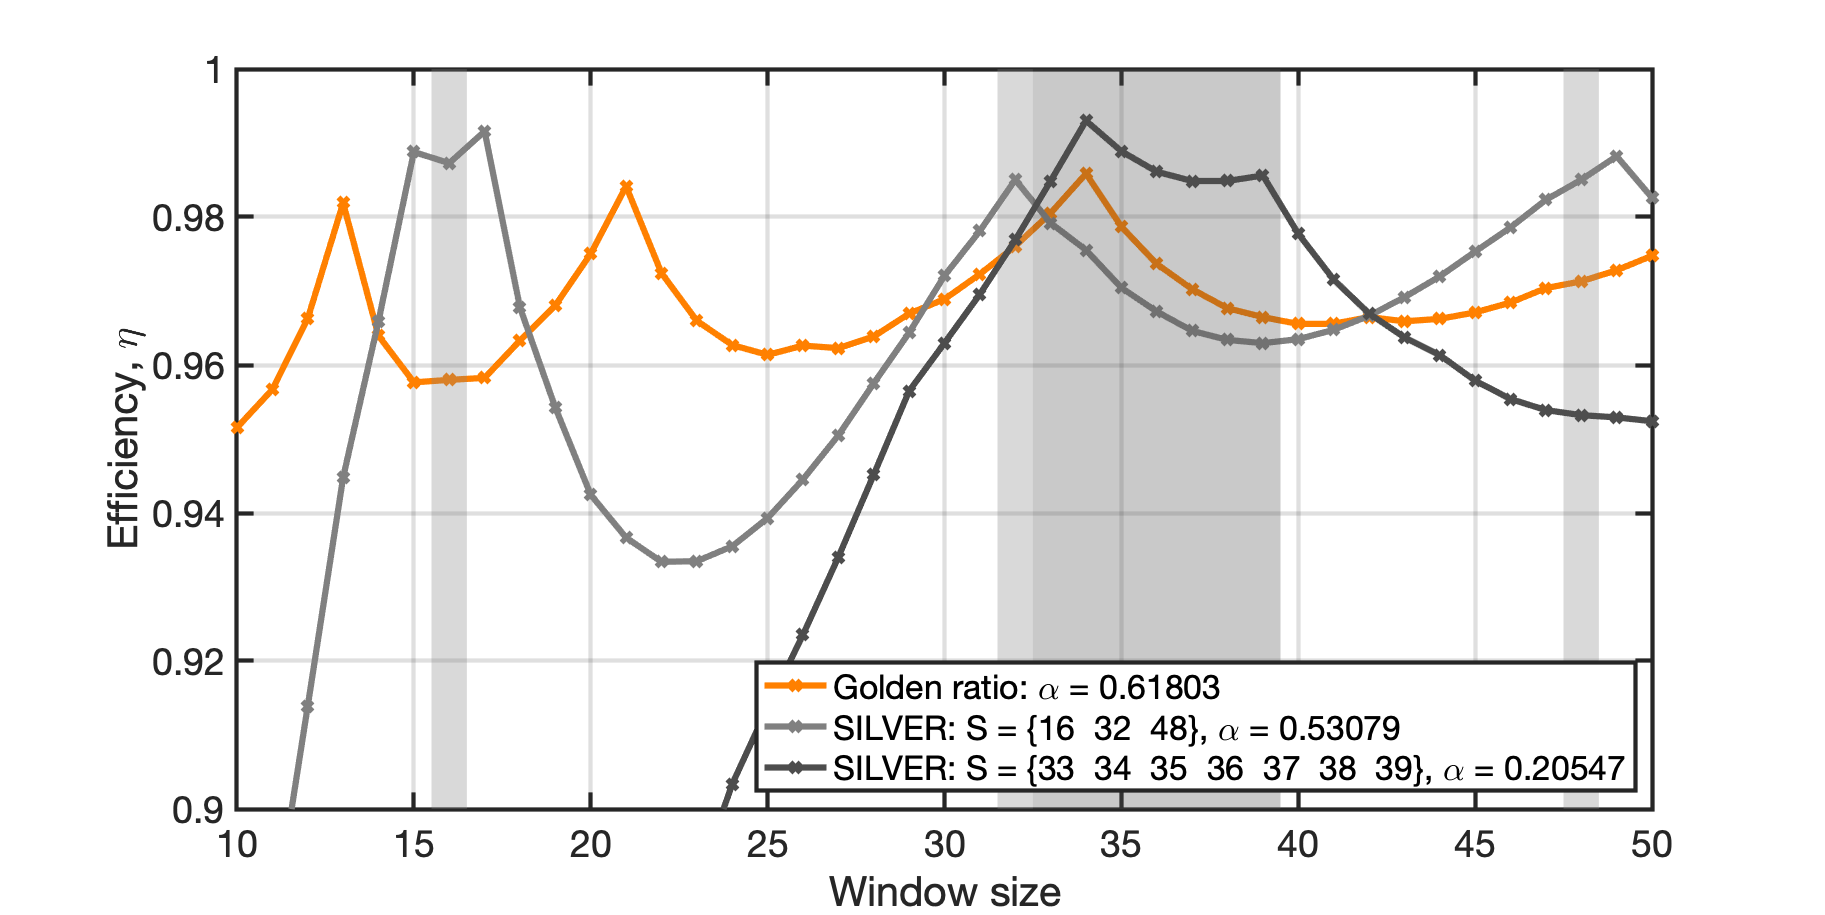 1
0.98
0.96
0.94
0.92
0.9
Efficiency, η
10 15 20 25 30 35 40 45 50
Window size
Golden ratio: α = 0.61803
SILVER: S = {16 32 48}, α = 0.53079
SILVER: S = {33 34 35 36 37 38 39}, α = 0.20547